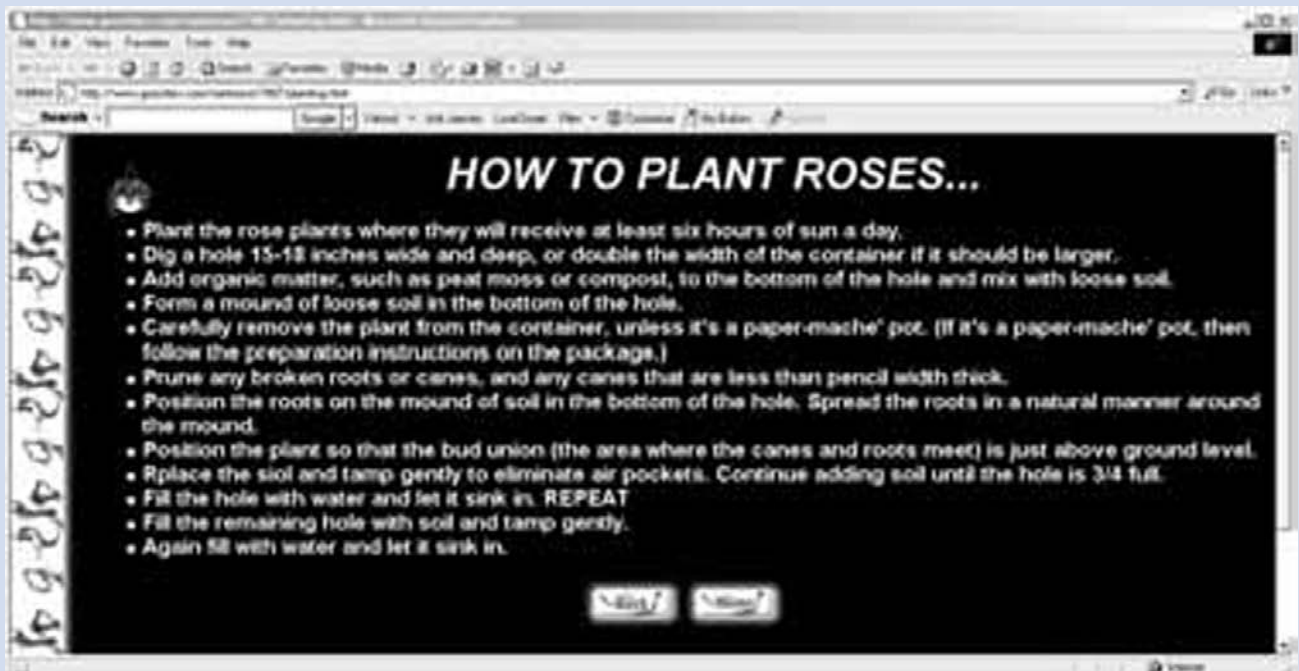 File Edit View Favorites Tools Help
Search Favorites Media
Search
HOW TO PLANT ROSES...
• Plant the rose plants where they will receive at least six hours of sun a day.
• Dig a hole 15-18 inches wide and deep, or double the width of the container if it should be larger.
• Add organic matter, such as peat moss or compost, to the bottom of the hole and mix with loose soil.
• Form a mound of loose soil in the bottom of the hole.
• Carefully remove the plant from the container, unless it's a paper-mache' pot. (If it's a paper-mache' pot, then
follow the preparation instructions on the package.)
• Prune any broken roots or canes, and any canes that are less than pencil width thick.
• Position the roots on the mound of soil in the bottom of the hole. Spread the roots in a natural manner around
the mound.
• Position the plant so that the bud union (the area where the canes and roots meet) is just above ground level.
• Rplace the siol and tamp gently to eliminate air pockets. Continue adding soil until the hole is 3/4 full.
• Fill the hole with water and let it sink in. REPEAT
• Fill the remaining hole with soil and tamp gently.
• Again fill with water and let it sink in.